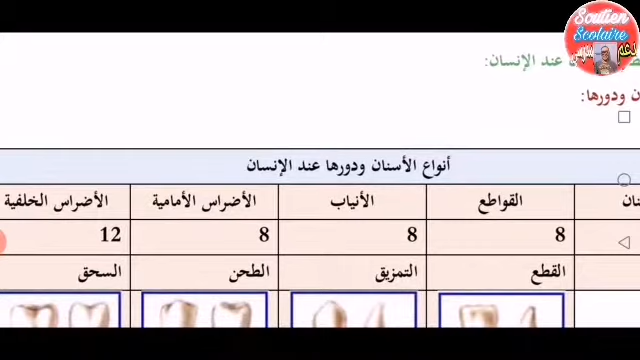 Soutien
Scolaire
دعم
عند الإنسان:
ودورها:
أنواع الأسنان ودورها عند الإنسان
القواطع الأنياب الأضراس الأمامية الأضراس الخلفية
8 8 8 12
القطع التمزيق الطحن السحق